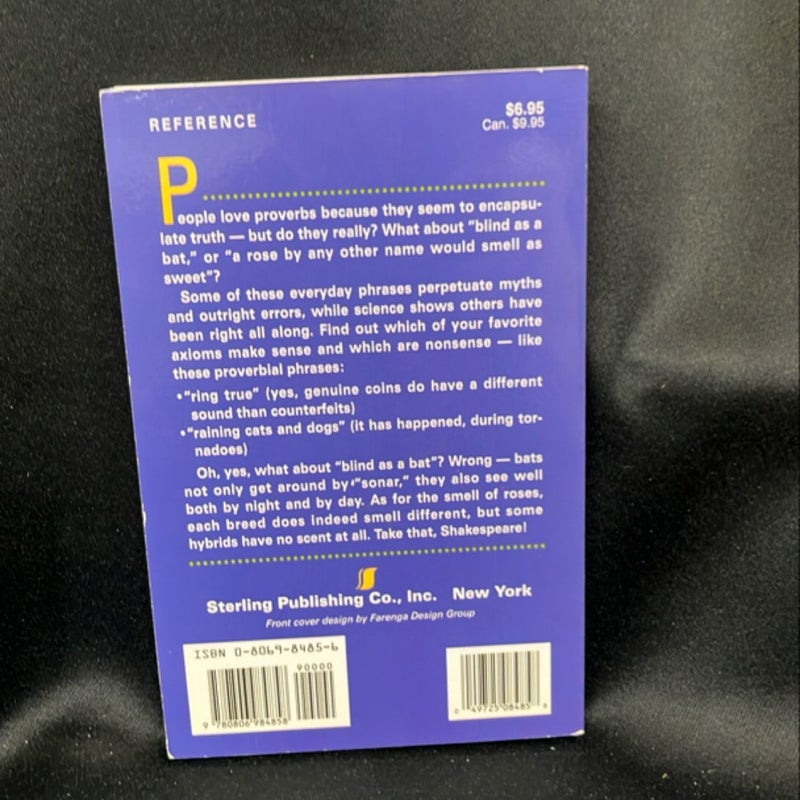 REFERENCE
$6.95
Can. $9.95
People love proverbs because they seem to encapsu-
late truth — but do they really? What about "blind as a
bat," or "a rose by any other name would smell as
sweet"?
Some of these everyday phrases perpetuate myths
and outright errors, while science shows others have
been right all along. Find out which of your favorite
axioms make sense and which are nonsense — like
these proverbial phrases:
•"ring true" (yes, genuine coins do have a different
sound than counterfeits)
•"raining cats and dogs" (it has happened, during tor-
nadoes)
Oh, yes, what about "blind as a bat"? Wrong — bats
not only get around by "sonar," they also see well
both by night and by day. As for the smell of roses,
each breed does indeed smell different, but some
hybrids have no scent at all. Take that, Shakespeare!
Sterling Publishing Co., Inc. New York
Front cover design by Farenga Design Group
ISBN 0-8069-8485-6
90000
9 780806 984858
0 49725 08485 8